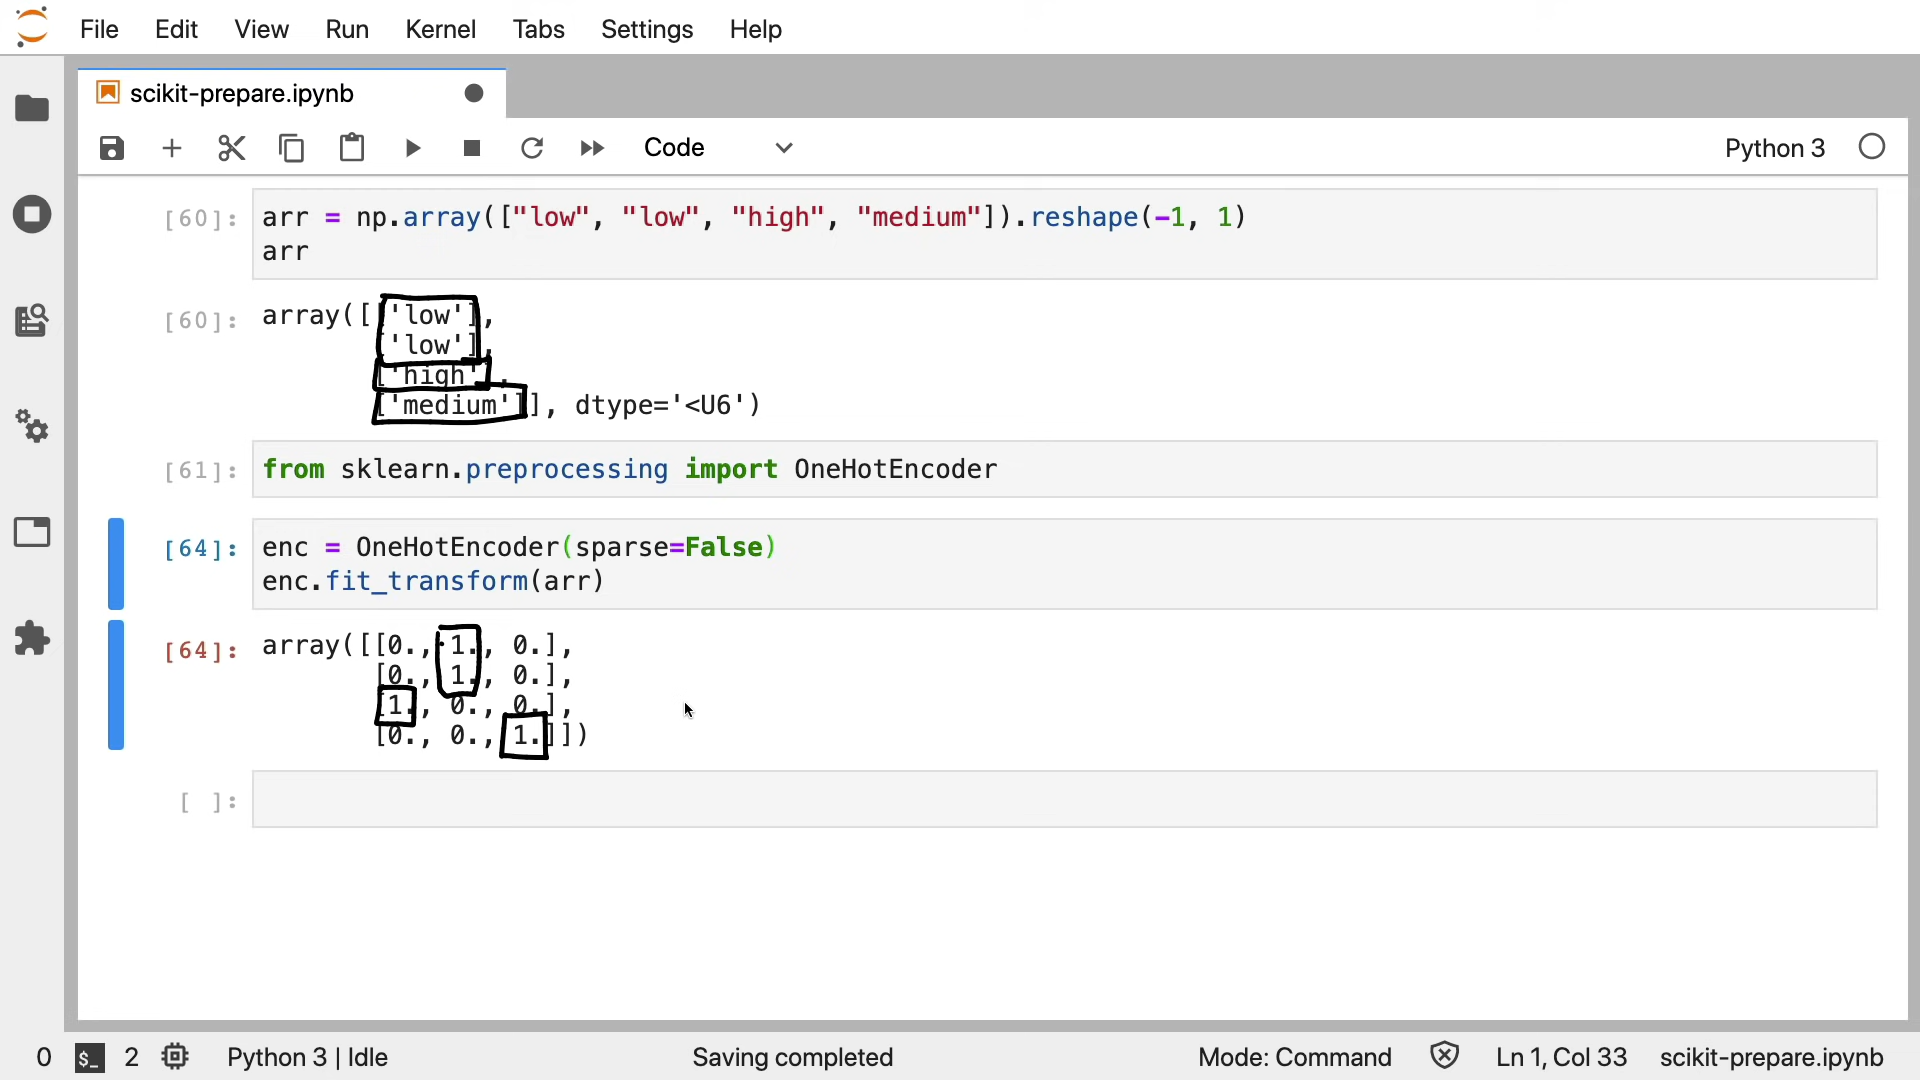 File Edit View Run Kernel Tabs Settings Help
scikit-prepare.ipynb
Code Python 3
[60]: arr = np.array(["low", "low", "high", "medium"]).reshape(-1, 1)
arr
[60]: array([['low'],
['low'],
['high'],
['medium']], dtype='<U6')
[61]: from sklearn.preprocessing import OneHotEncoder
[64]: enc = OneHotEncoder(sparse=False)
enc.fit_transform(arr)
[64]: array([[0., 1., 0.],
[0., 1., 0.],
[1., 0., 0.],
[0., 0., 1.]])
[ ]:
0 $_ 2 Python 3 | Idle Saving completed Mode: Command Ln 1, Col 33 scikit-prepare.ipynb